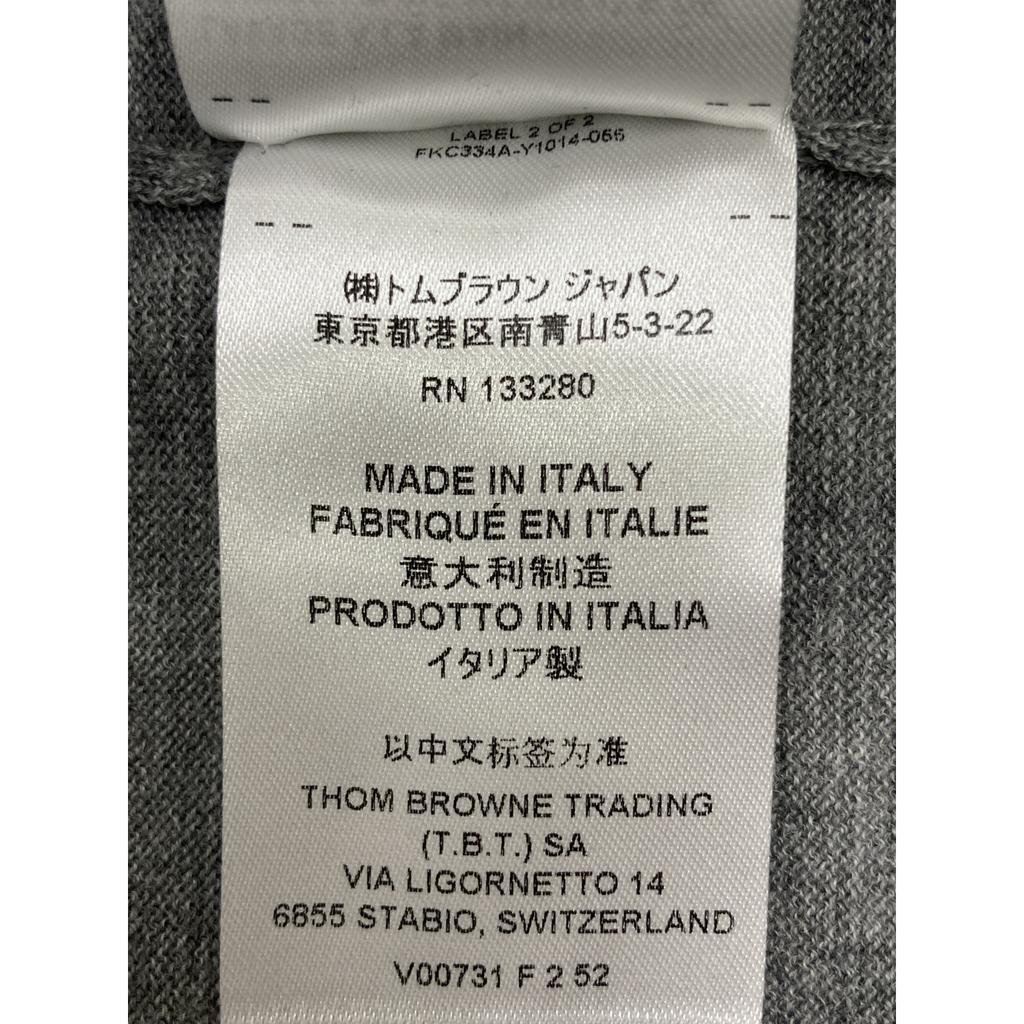 LABEL 2 OF 2
FKC334A-Y1014-055
㈱トムブラウン ジャパン
東京都港区南青山5-3-22
RN 133280
MADE IN ITALY
FABRIQUÉ EN ITALIE
意大利制造
PRODOTTO IN ITALIA
イタリア製
以中文标签为准
THOM BROWNE TRADING
(T.B.T.) SA
VIA LIGORNETTO 14
6855 STABIO, SWITZERLAND
V00731 F 2 52